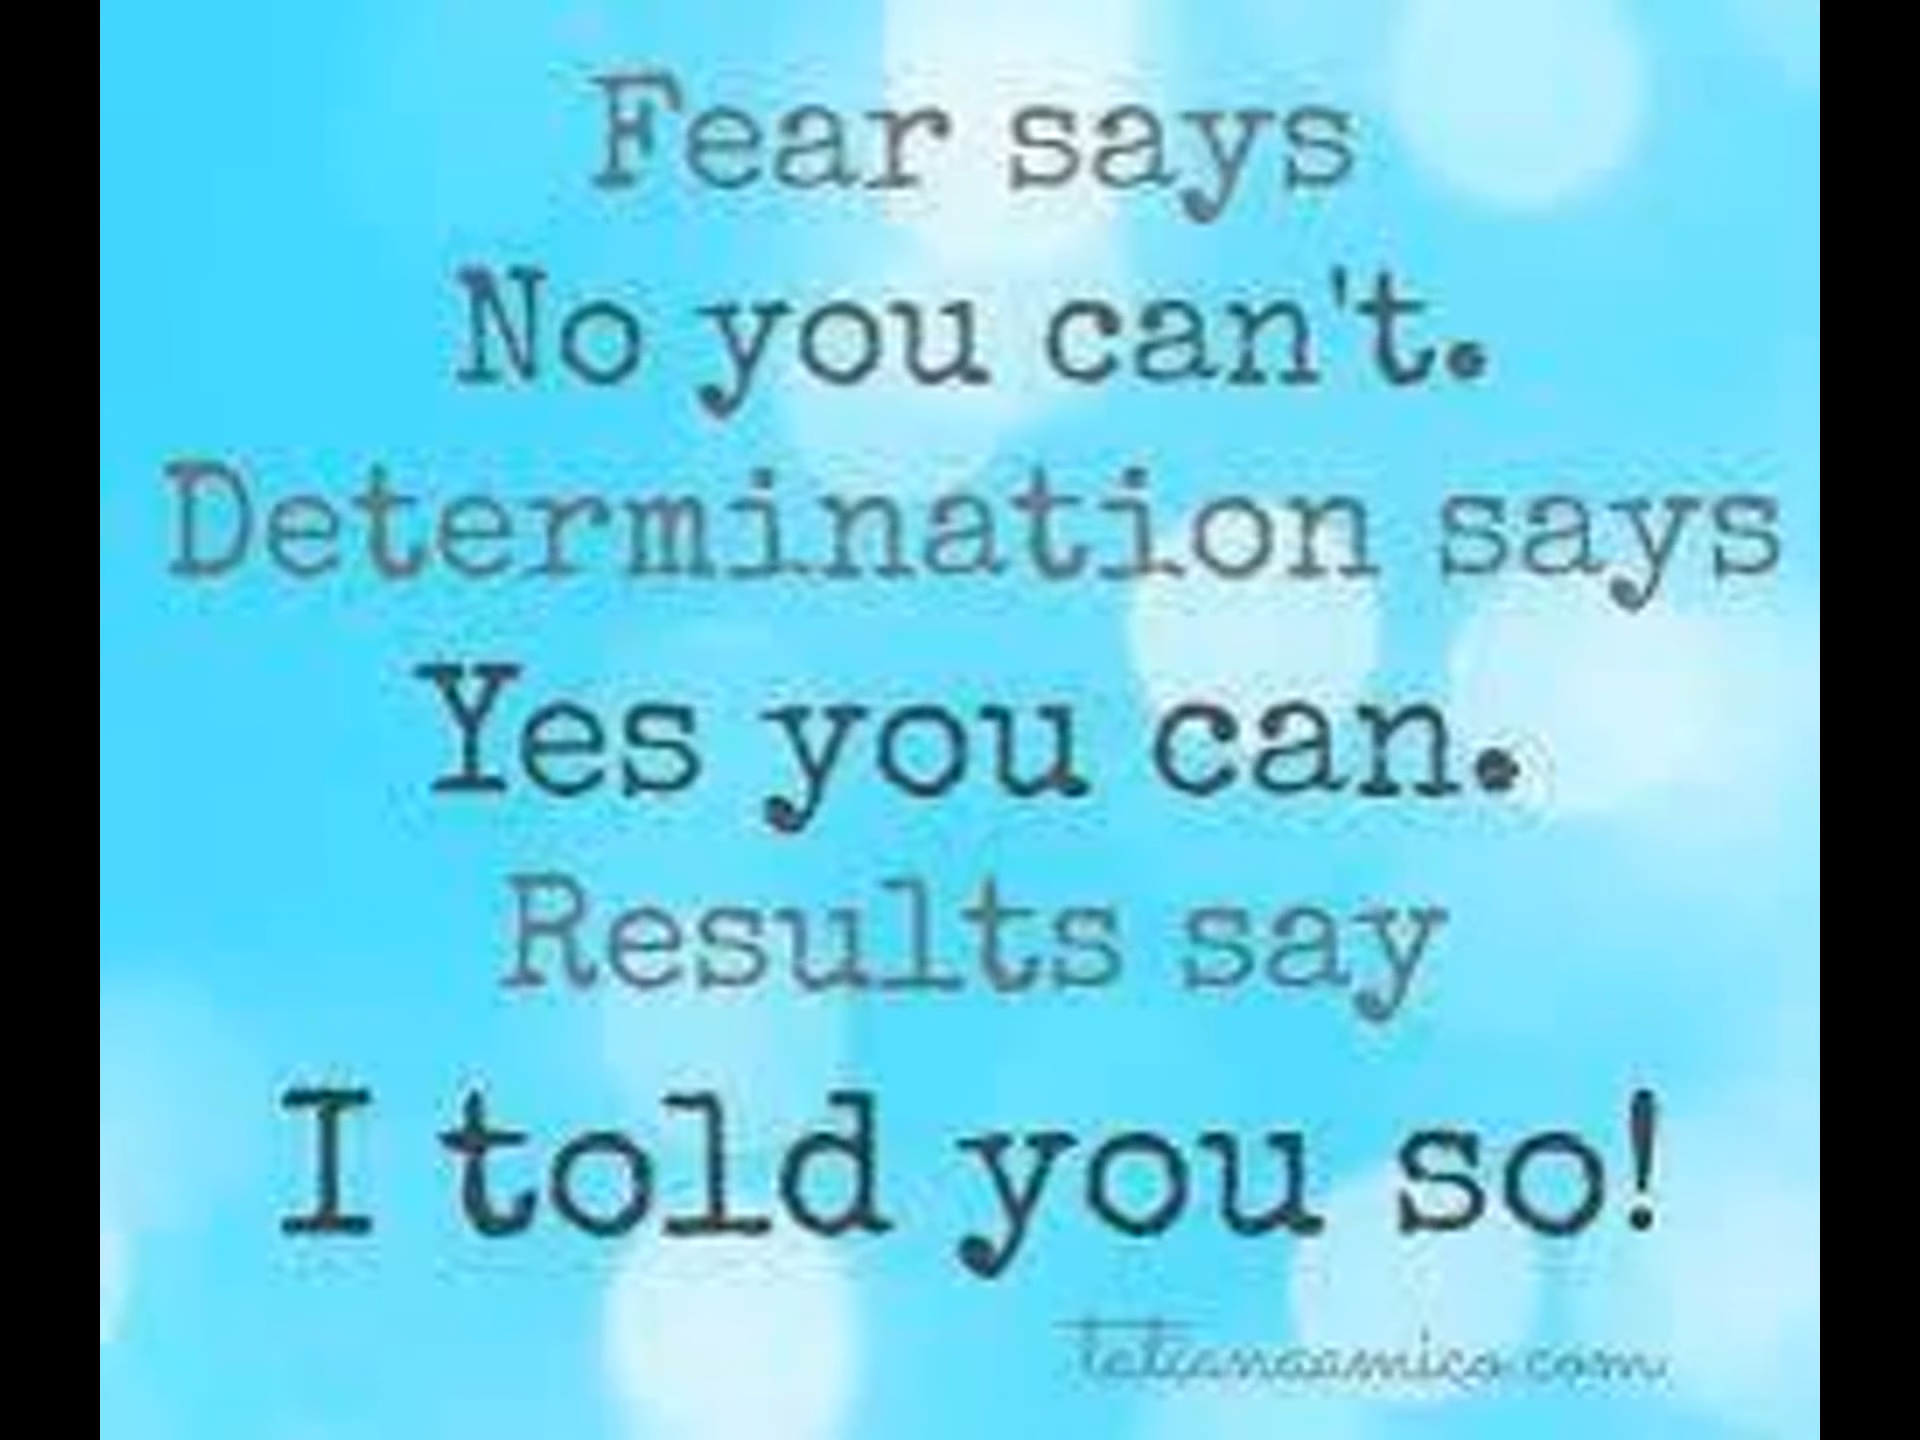 Fear says
No you can't.
Determination says
Yes you can.
Results say
I told you so!
tatianaamico.com